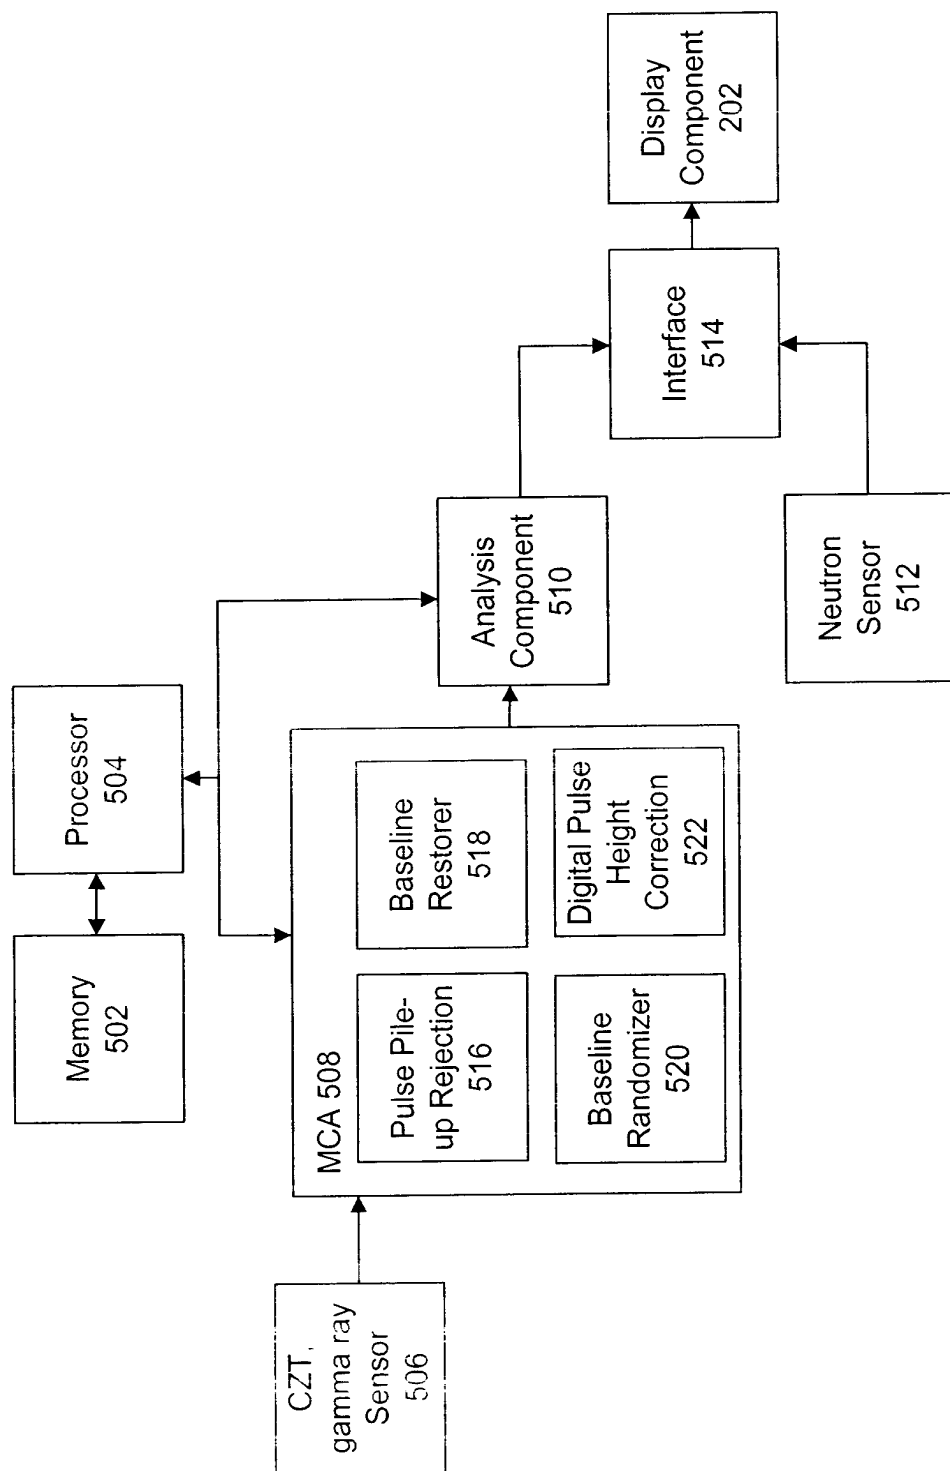 Memory
502
Processor
504
CZT,
gamma ray
Sensor
506
MCA 508
Pulse Pile-
up Rejection
516
Baseline
Restorer
518
Baseline
Randomizer
520
Digital Pulse
Height
Correction
522
Analysis
Component
510
Neutron
Sensor
512
Interface
514
Display
Component
202